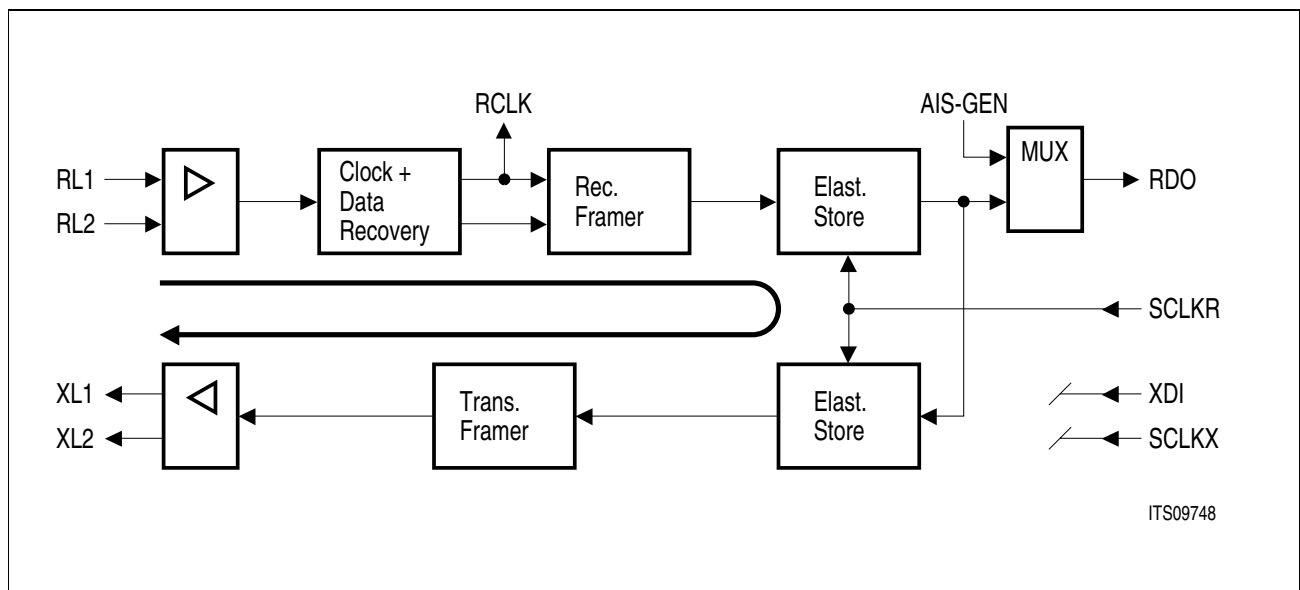 RCLK
AIS-GEN
RL1
RL2
Clock +
Data
Recovery
Rec.
Framer
Elast.
Store
MUX
RDO
SCLKR
XL1
XL2
Trans.
Framer
Elast.
Store
XDI
SCLKX
ITS09748